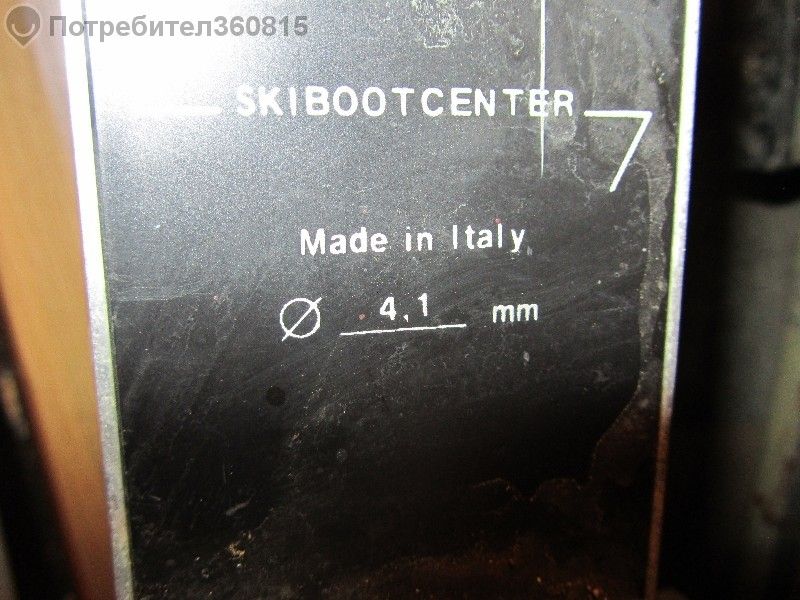 Потребител360815
SKIBOOTCENTER
Made in Italy
Ø 4.1 mm